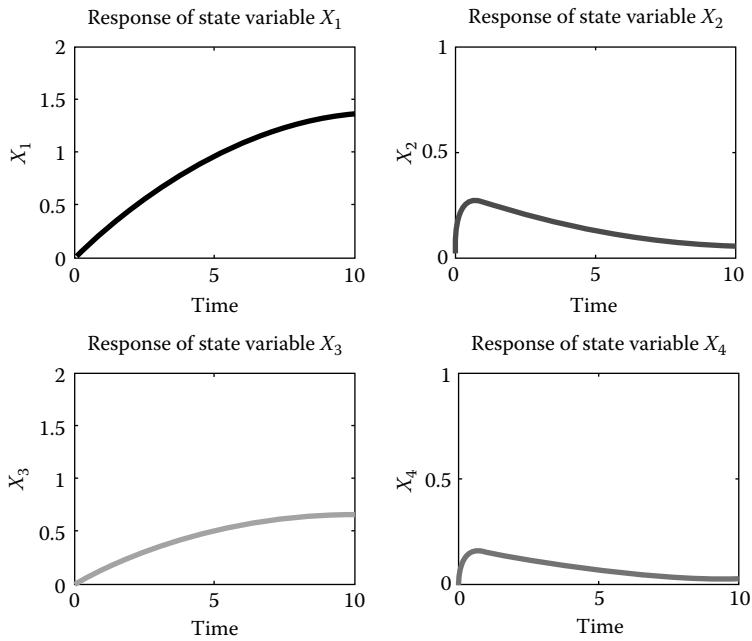 Response of state variable X1
2
1.5
1
0.5
0
X1
0 5 10
Time
Response of state variable X2
1
0.5
0
X2
0 5 10
Time
Response of state variable X3
2
1.5
1
0.5
0
X3
0 5 10
Time
Response of state variable X4
1
0.5
0
X4
0 5 10
Time